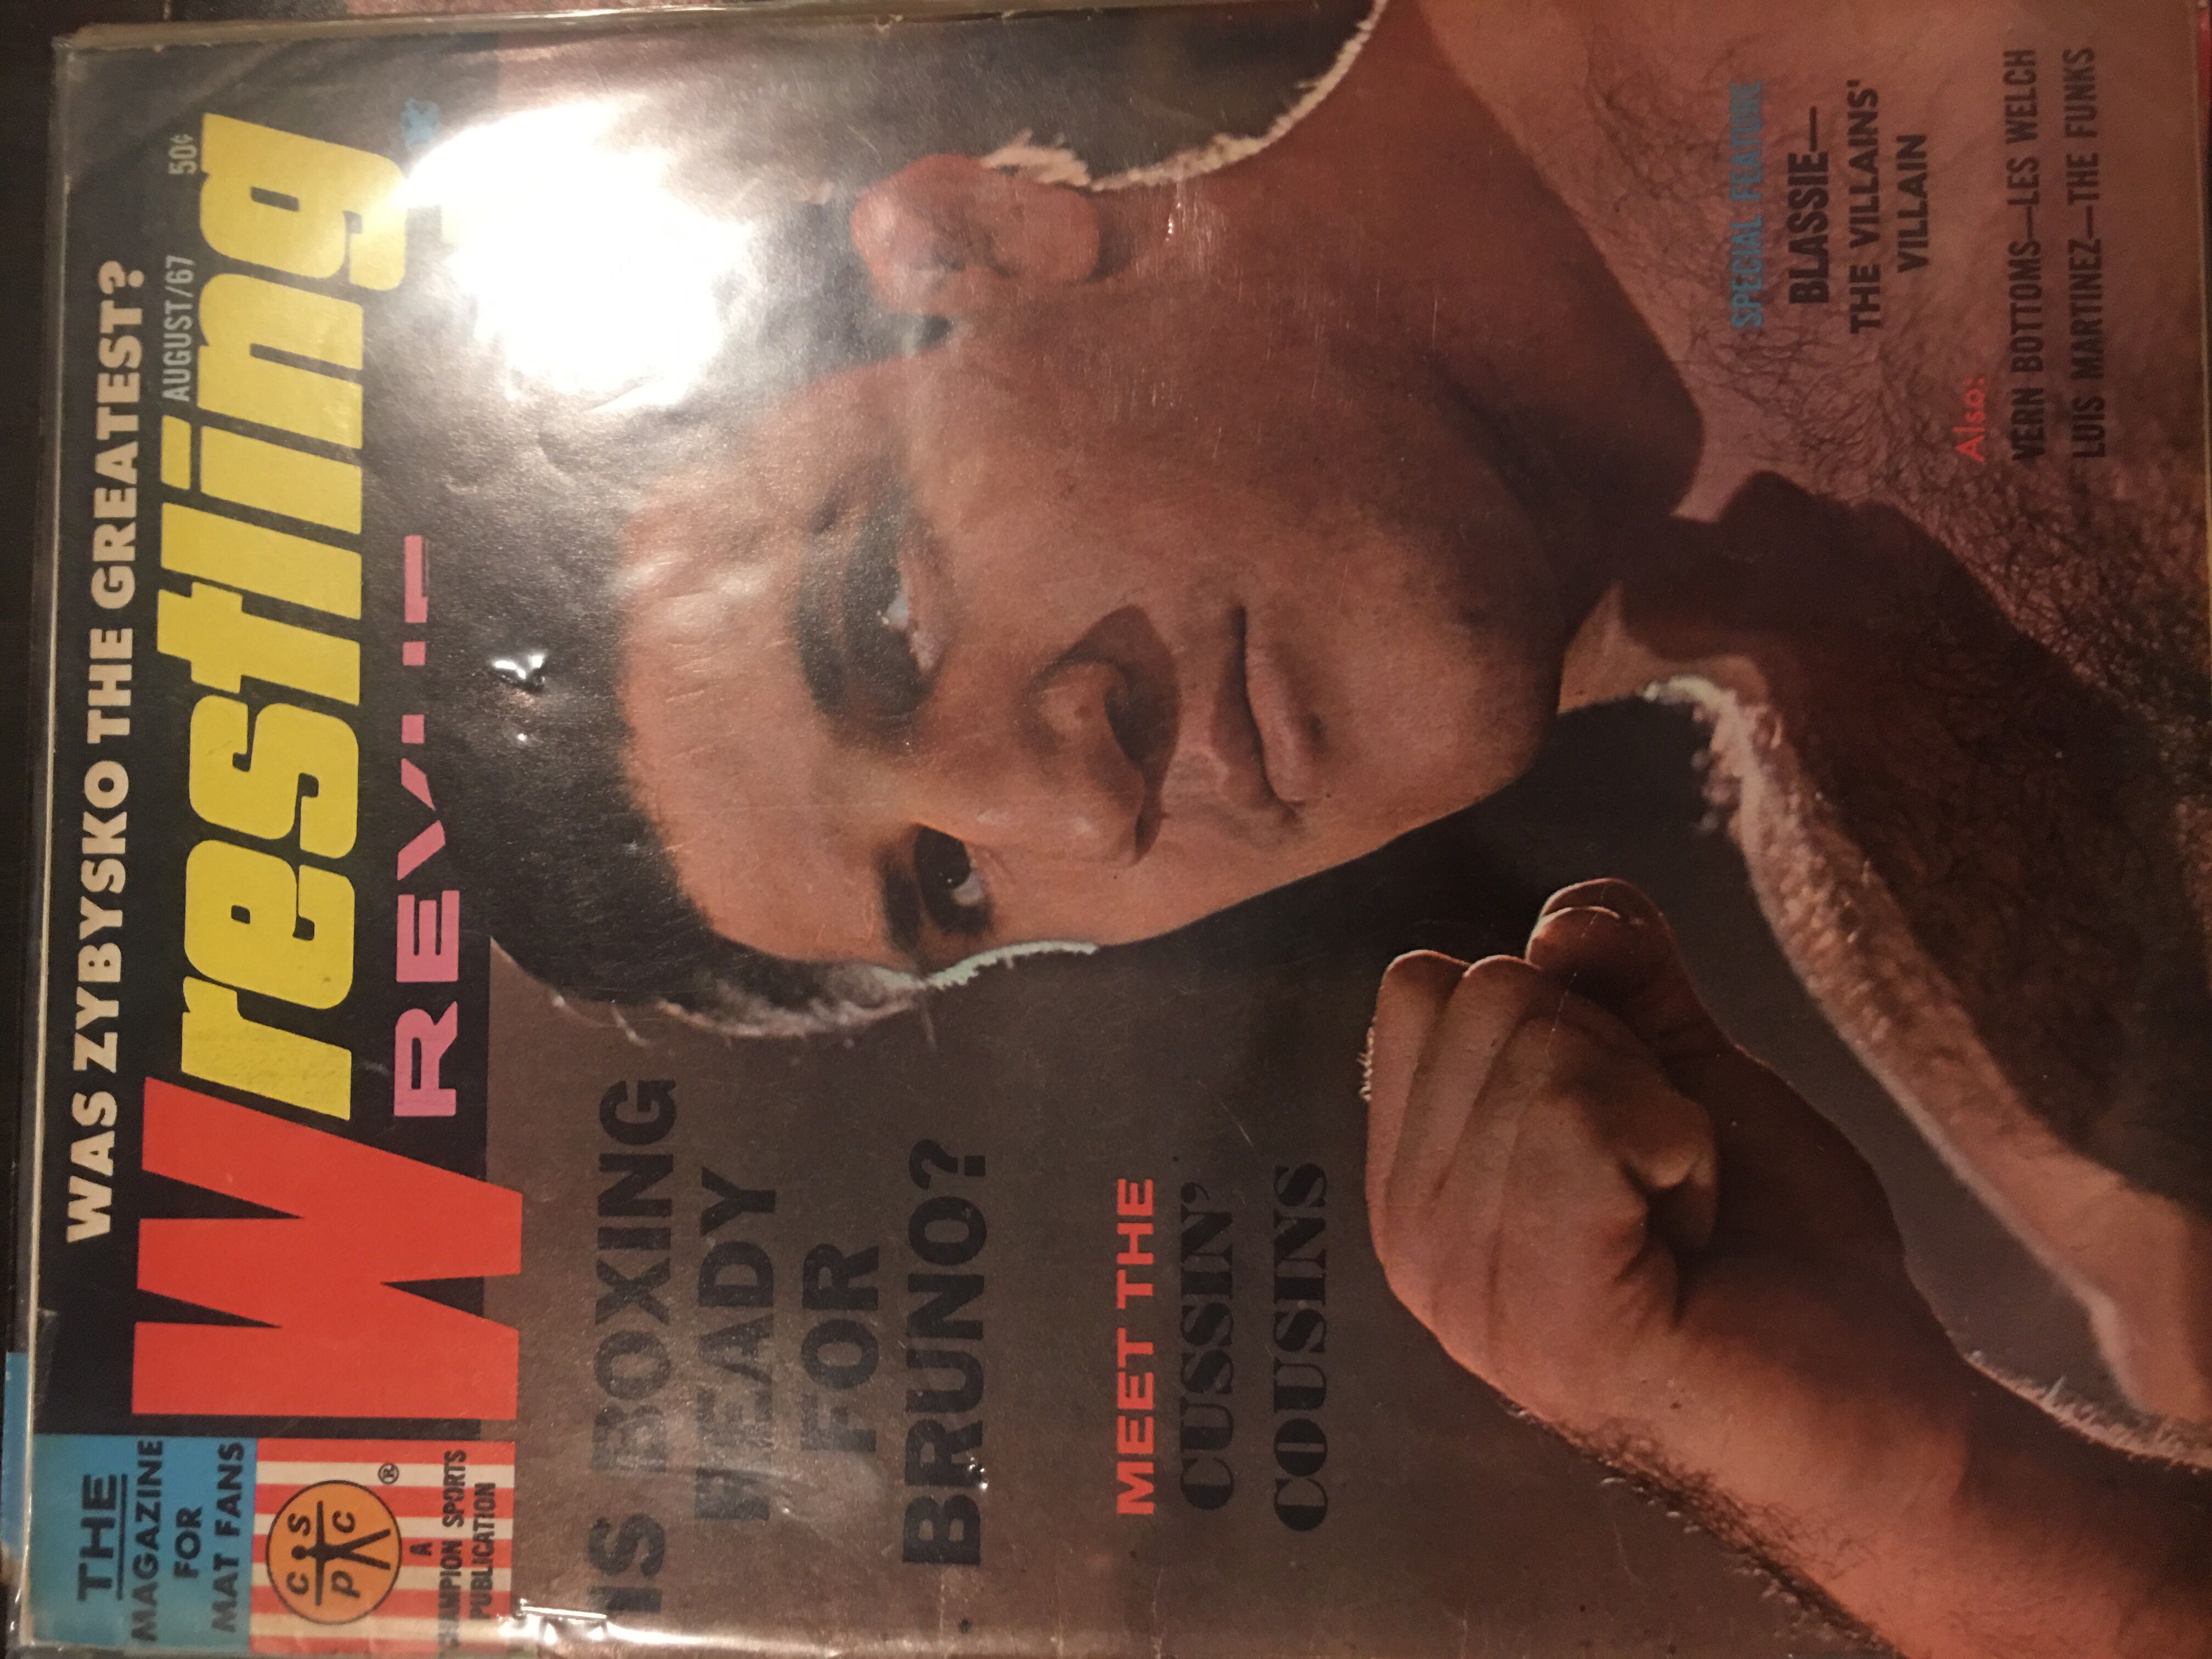 WAS ZYBYSKO THE GREATEST?
THE
MAGAZINE
FOR
MAT FANS
C S
P C
®
A
CHAMPION SPORTS
PUBLICATION
AUGUST/67 50¢
Wrestling
REVIE
IS BOXING
READY
FOR
BRUNO?
MEET THE
CUSSIN'
COUSINS
SPECIAL FEATURE
BLASSIE—
THE VILLAINS'
VILLAIN
Also:
VERN BOTTOMS—LES WELCH
LUIS MARTINEZ—THE FUNKS